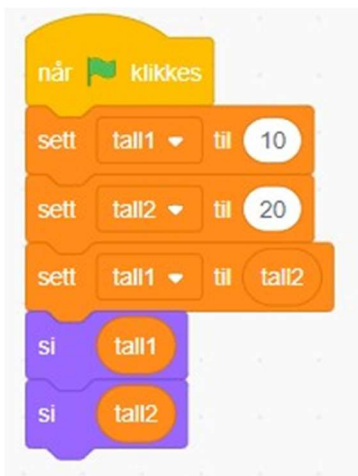 når klikkes
sett tall1 til 10
sett tall2 til 20
sett tall1 til tall2
si tall1
si tall2